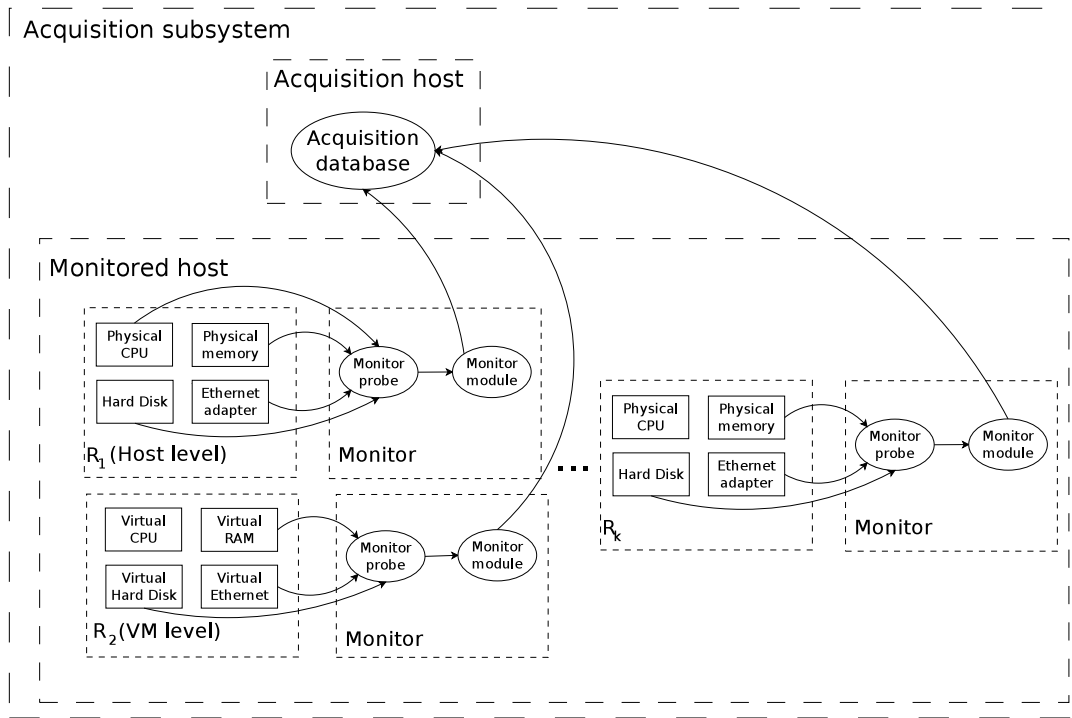 Acquisition subsystem
Acquisition host
Acquisition
database
Monitored host
Physical
CPU
Physical
memory
Hard Disk
Ethernet
adapter
R1(Host level)
Monitor
probe
Monitor
module
Monitor
Virtual
CPU
Virtual
RAM
Virtual
Hard Disk
Virtual
Ethernet
R2(VM level)
Monitor
probe
Monitor
module
Monitor
...
Physical
CPU
Physical
memory
Hard Disk
Ethernet
adapter
Rk
Monitor
probe
Monitor
module
Monitor